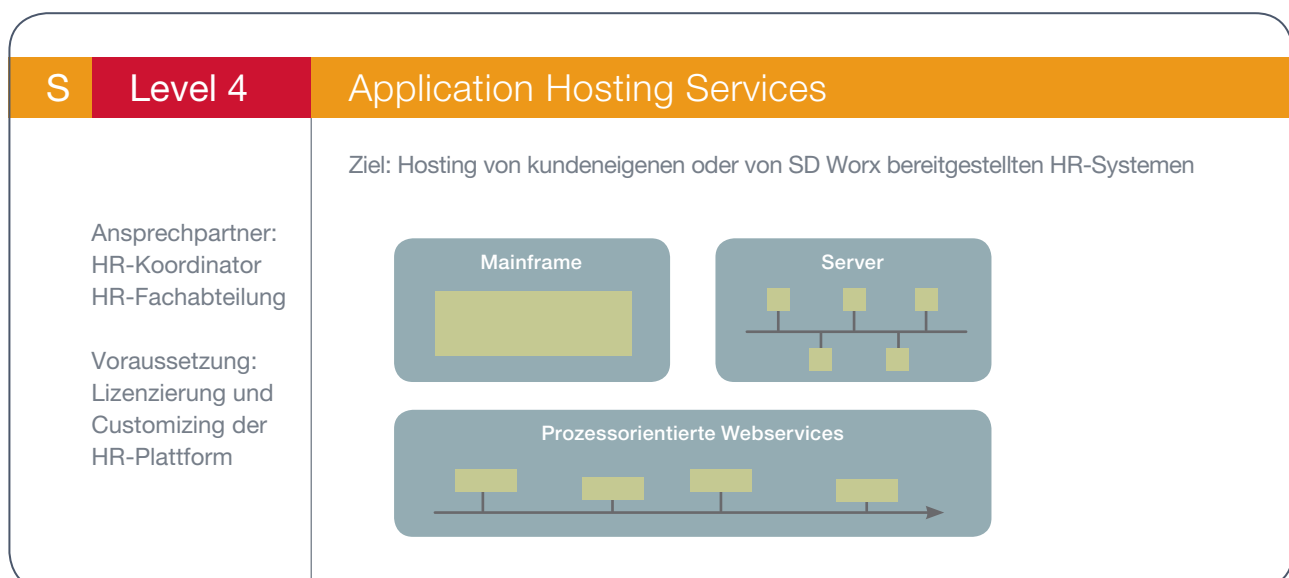 S Level 4 Application Hosting Services
Ziel: Hosting von kundeneigenen oder von SD Worx bereitgestellten HR-Systemen
Ansprechpartner:
HR-Koordinator
HR-Fachabteilung
Voraussetzung:
Lizenzierung und
Customizing der
HR-Plattform
Mainframe
Server
Prozessorientierte Webservices